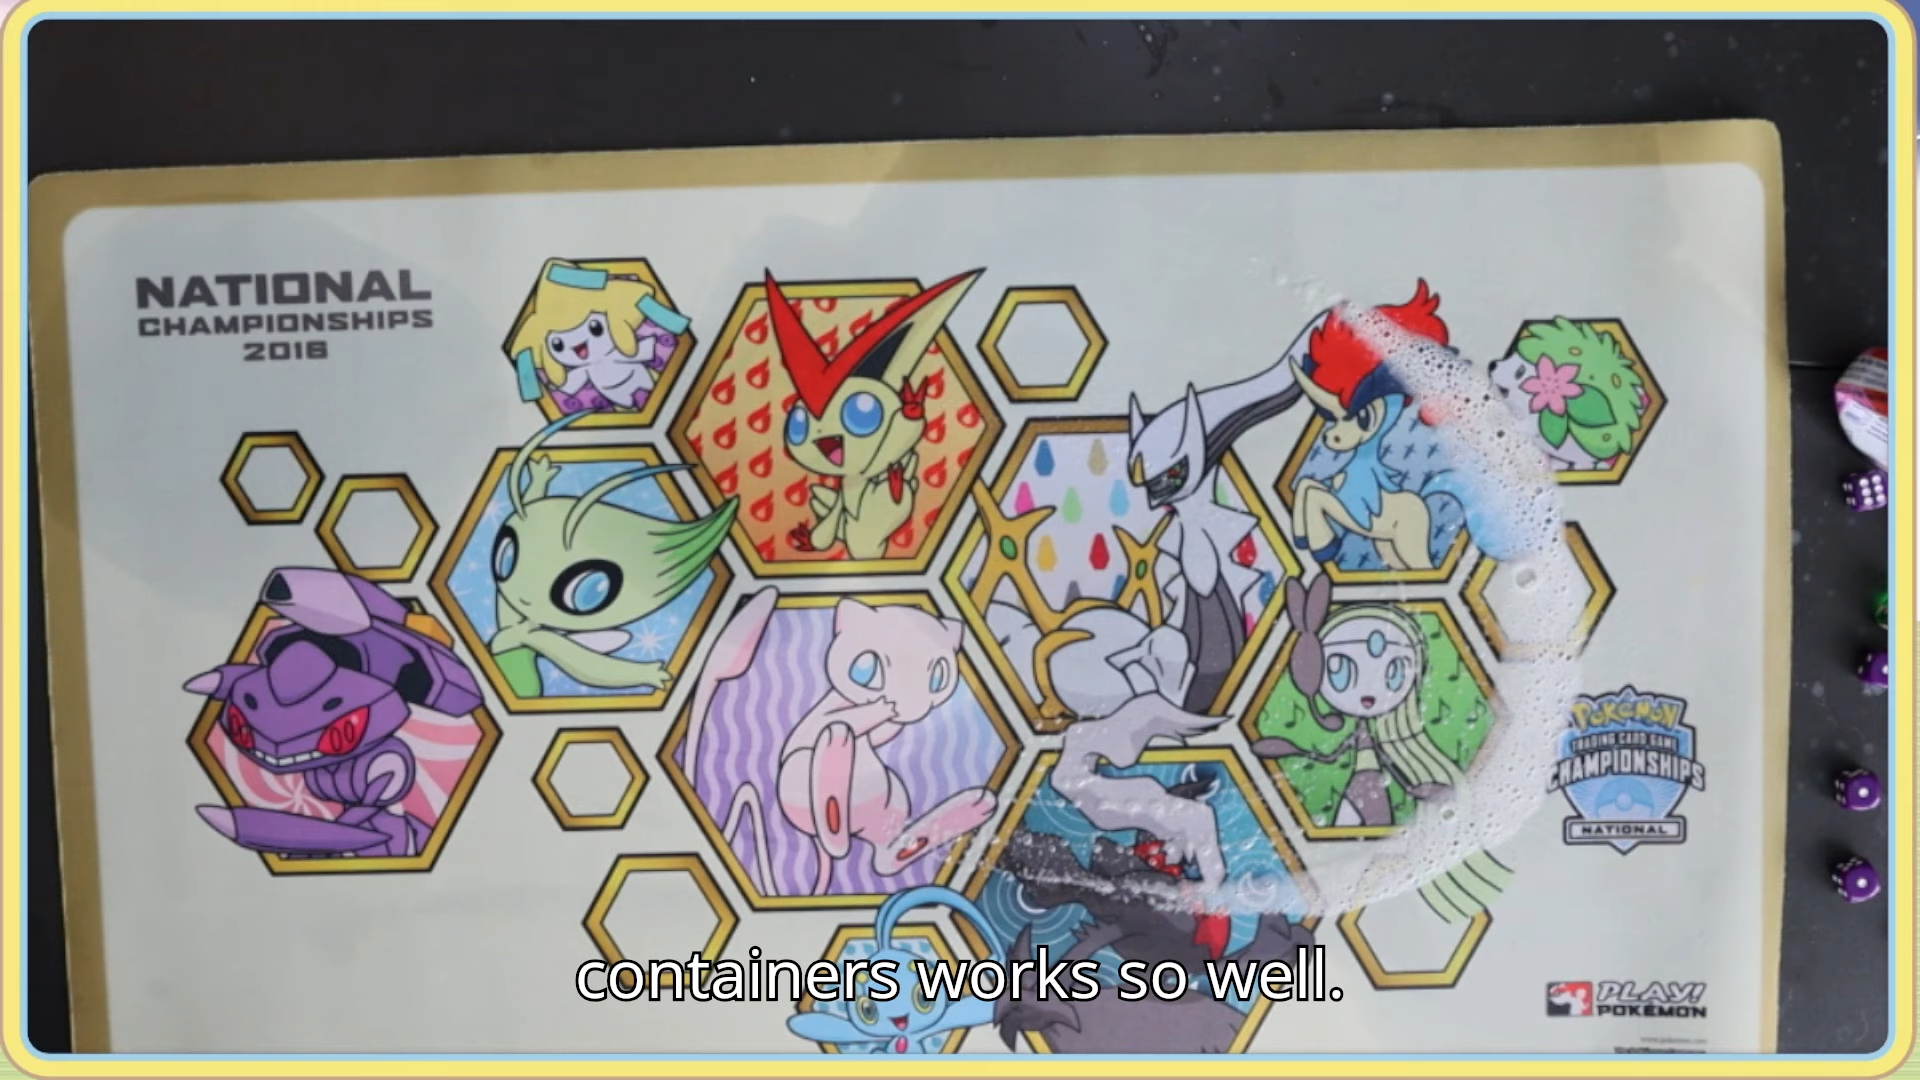 NATIONAL
CHAMPIONSHIPS
2016
POKÉMON
TRADING CARD GAME
CHAMPIONSHIPS
NATIONAL
containers works so well.
PLAY!
POKÉMON